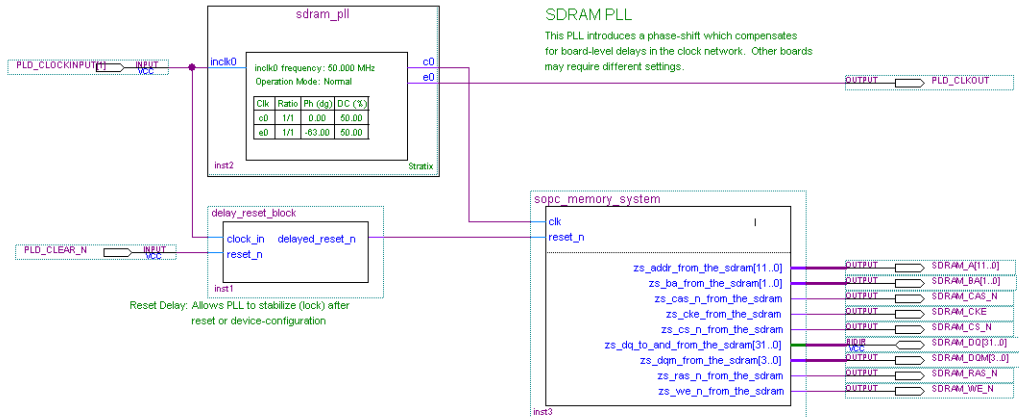 sdram_pll
SDRAM PLL
This PLL introduces a phase-shift which compensates
for board-level delays in the clock network. Other boards
may require different settings.
PLD_CLOCKINPUT[1] INPUT
VCC
inclk0
c0
e0
inclk0 frequency: 50.000 MHz
Operation Mode: Normal
Clk Ratio Ph (dg) DC (%)
c0 1/1 0.00 50.00
e0 1/1 -63.00 50.00
inst2
Stratix
OUTPUT PLD_CLKOUT
delay_reset_block
clock_in delayed_reset_n
reset_n
inst1
PLD_CLEAR_N INPUT
VCC
Reset Delay: Allows PLL to stabilize (lock) after
reset or device-configuration
sopc_memory_system
clk
reset_n
zs_addr_from_the_sdram[11..0] OUTPUT SDRAM_A[11..0]
zs_ba_from_the_sdram[1..0] OUTPUT SDRAM_BA[1..0]
zs_cas_n_from_the_sdram OUTPUT SDRAM_CAS_N
zs_cke_from_the_sdram OUTPUT SDRAM_CKE
zs_cs_n_from_the_sdram OUTPUT SDRAM_CS_N
zs_dq_to_and_from_the_sdram[31..0] BIDIR SDRAM_DQ[31..0]
VCC
zs_dqm_from_the_sdram[3..0] OUTPUT SDRAM_DQM[3..0]
zs_ras_n_from_the_sdram OUTPUT SDRAM_RAS_N
zs_we_n_from_the_sdram OUTPUT SDRAM_WE_N
inst3